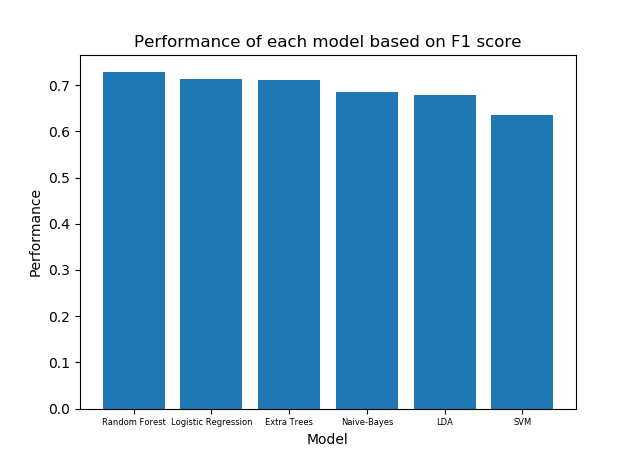 Performance of each model based on F1 score
Performance
0.7
0.6
0.5
0.4
0.3
0.2
0.1
0.0
Random Forest Logistic Regression Extra Trees Naive-Bayes LDA SVM
Model